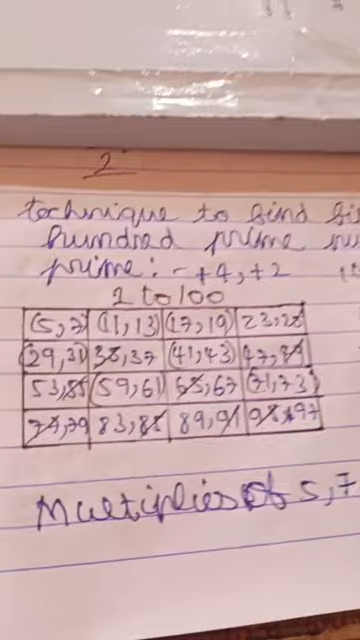 2
technique to find
hundred prime
prime: - +4, +2
1 to 100
(5,7) (11,13) (17,19) 23,25
(29,31) 35,37 (41,43) 47,49
53,55 (59,61) 65,67 (71,73)
79 83,85 89,91 95,97
Multiplies of 5,7